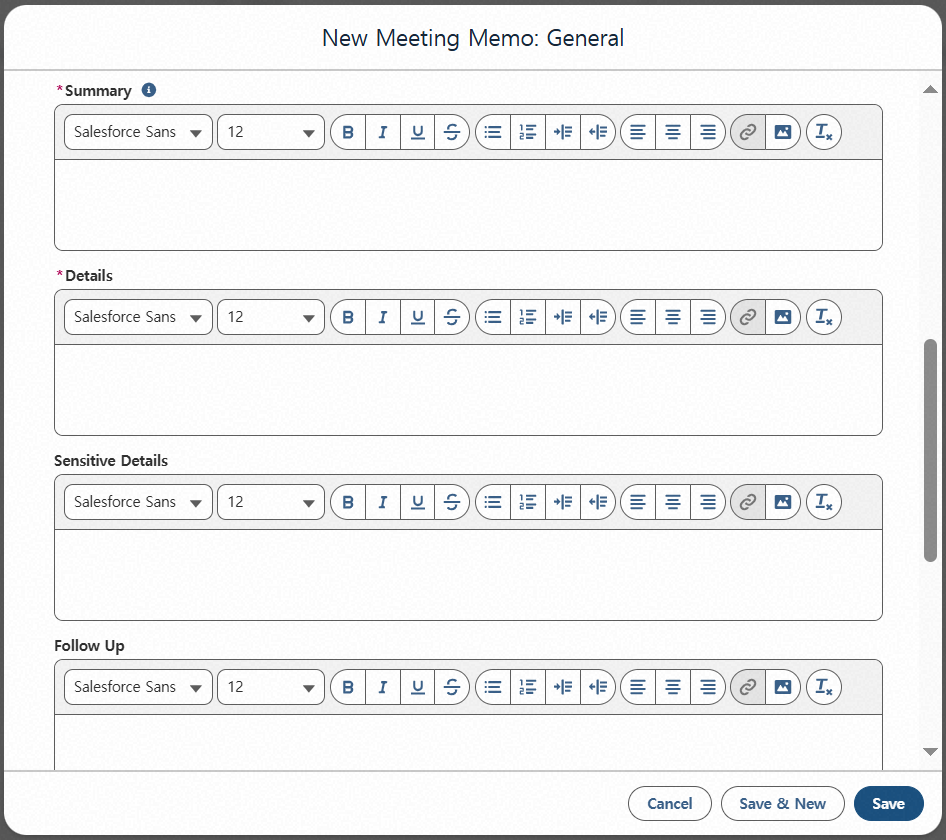 New Meeting Memo: General
*Summary
Salesforce Sans 12 B I U S
*Details
Salesforce Sans 12 B I U S
Sensitive Details
Salesforce Sans 12 B I U S
Follow Up
Salesforce Sans 12 B I U S
Cancel Save & New Save